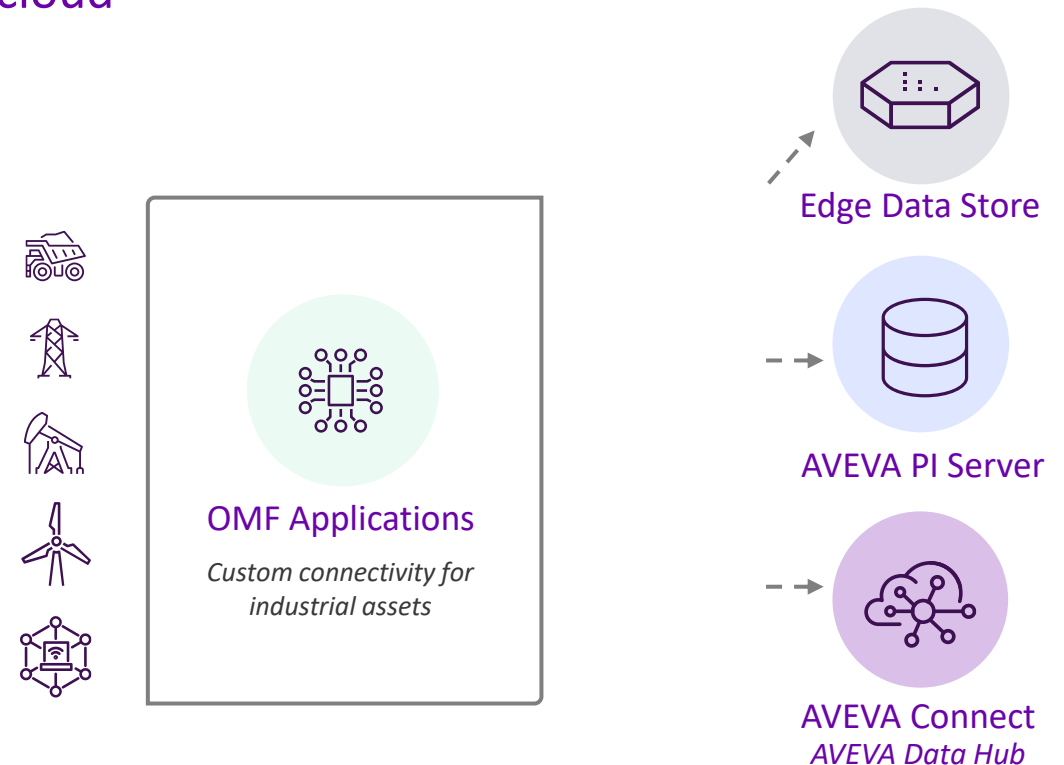 cloud
Edge Data Store
AVEVA PI Server
OMF Applications
Custom connectivity for
industrial assets
AVEVA Connect
AVEVA Data Hub